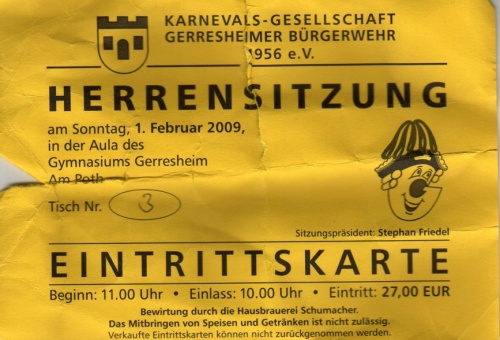 KARNEVALS-GESELLSCHAFT
GERRESHEIMER BÜRGERWEHR
1956 e.V.
HERRENSITZUNG
am Sonntag, 1. Februar 2009,
in der Aula des
Gymnasiums Gerresheim
Am Poth
Tisch Nr. 3
Sitzungspräsident: Stephan Friedel
EINTRITTSKARTE
Beginn: 11.00 Uhr • Einlass: 10.00 Uhr • Eintritt: 27,00 EUR
Bewirtung durch die Hausbrauerei Schumacher.
Das Mitbringen von Speisen und Getränken ist nicht zulässig.
Verkaufte Eintrittskarten können nicht zurückgenommen werden.